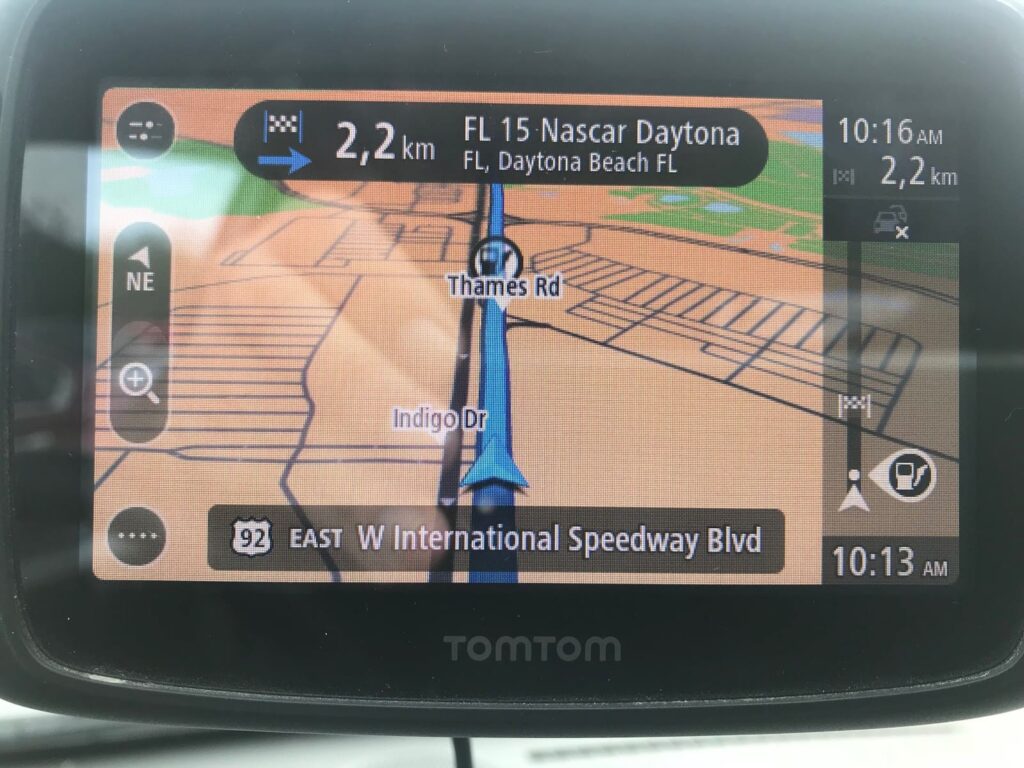 2,2 km
FL 15 Nascar Daytona
FL, Daytona Beach FL
10:16 AM
2,2 km
NE
Thames Rd
Indigo Dr
92 EAST W International Speedway Blvd
10:13 AM
TOMTOM